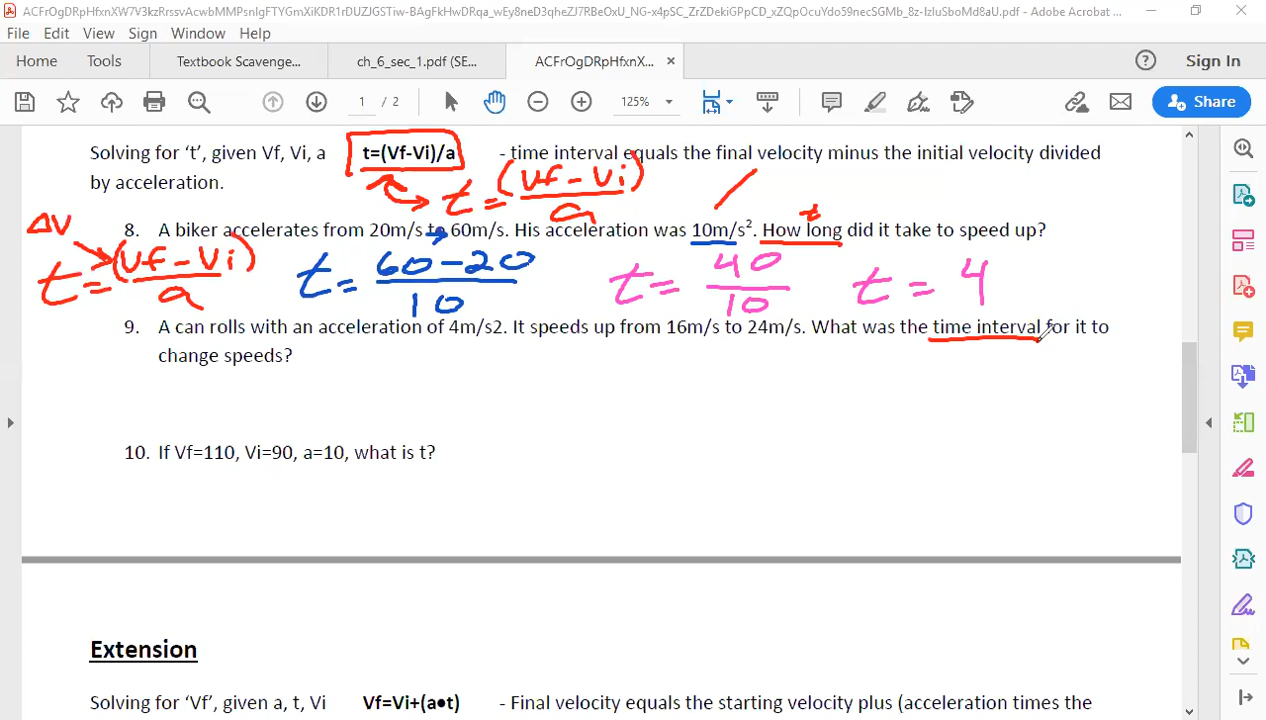 ACFrOgDRpHfxnXW7V3kzRrssvAcwbMMPsnIgFTYGmXiKDR1rDUZJGSTiw-BAgFkHwDRqa_wEy8neD3qheZJ7RBeOxU_NG-x4pSC_ZrZDekiGPpCD_xZQpOcuYdo59necSGMb_8z-IzluSboMd8aU.pdf - Adobe Acrobat ...
File Edit View Sign Window Help
Home Tools Textbook Scavenge... ch_6_sec_1.pdf (SE... ACFrOgDRpHfxnX... × Sign In
1 / 2 125% Share
Solving for 't', given Vf, Vi, a t=(Vf-Vi)/a - time interval equals the final velocity minus the initial velocity divided
by acceleration.
t = (Vf - Vi)
a
ΔV t
8. A biker accelerates from 20m/s to 60m/s. His acceleration was 10m/s². How long did it take to speed up?
t = (Vf - Vi) t = 60 - 20 t = 40 t = 4
a 10 10
9. A can rolls with an acceleration of 4m/s2. It speeds up from 16m/s to 24m/s. What was the time interval for it to
change speeds?
10. If Vf=110, Vi=90, a=10, what is t?
Extension
Solving for 'Vf', given a, t, Vi Vf=Vi+(a•t) - Final velocity equals the starting velocity plus (acceleration times the